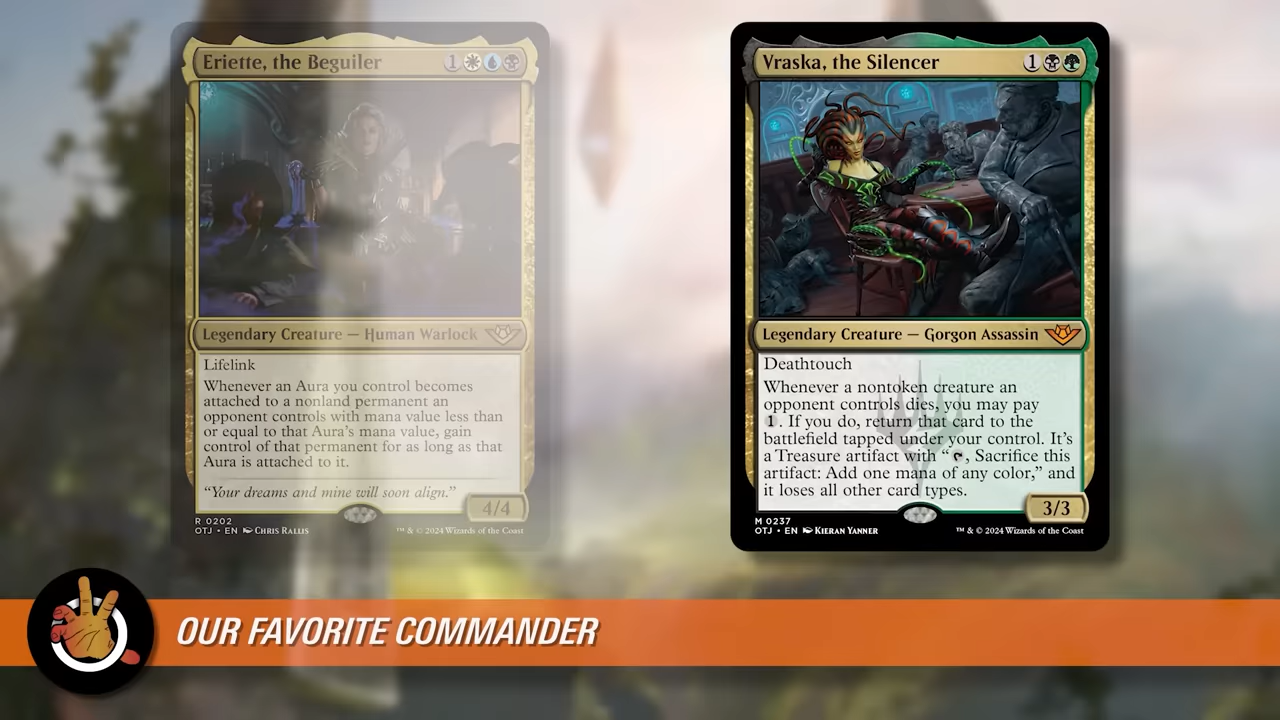 Eriette, the Beguiler 1
Legendary Creature — Human Warlock
Lifelink
Whenever an Aura you control becomes
attached to a nonland permanent an
opponent controls with mana value less than
or equal to that Aura's mana value, gain
control of that permanent for as long as that
Aura is attached to it.
“Your dreams and mine will soon align.”
4/4
R 0202
OTJ • EN CHRIS RALLIS ™ & © 2024 Wizards of the Coast
Vraska, the Silencer 1
Legendary Creature — Gorgon Assassin
Deathtouch
Whenever a nontoken creature an
opponent controls dies, you may pay
1. If you do, return that card to the
battlefield tapped under your control. It's
a Treasure artifact with “, Sacrifice this
artifact: Add one mana of any color,” and
it loses all other card types.
3/3
M 0237
OTJ • EN KIERAN YANNER ™ & © 2024 Wizards of the Coast
OUR FAVORITE COMMANDER